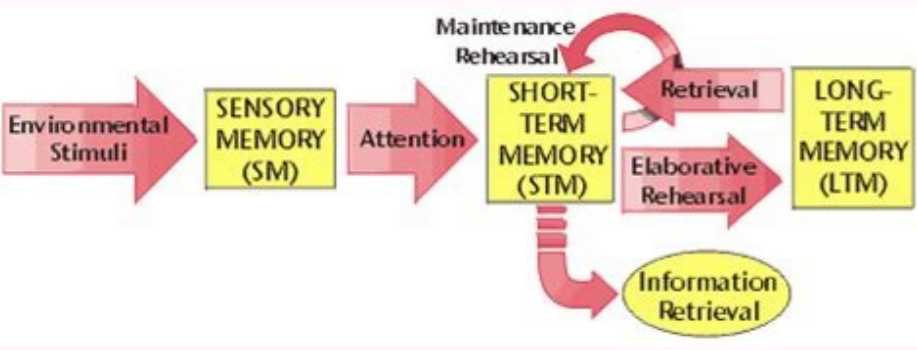 Environmental
Stimuli
SENSORY
MEMORY
(SM)
Attention
Maintenance
Rehearsal
SHORT-
TERM
MEMORY
(STM)
Retrieval
Elaborative
Rehearsal
LONG-
TERM
MEMORY
(LTM)
Information
Retrieval